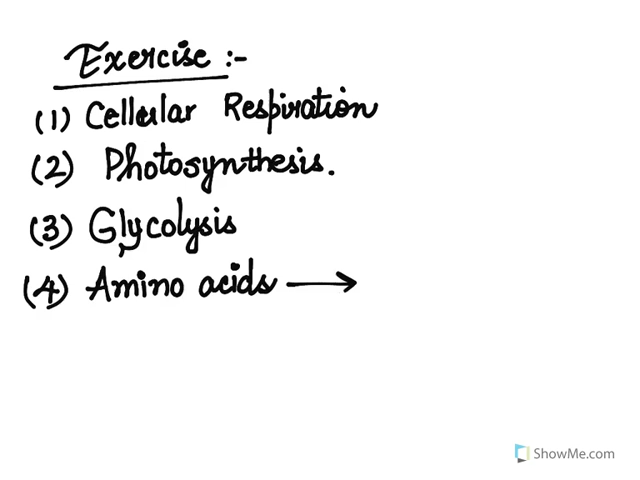 Exercise :-
(1) Cellular Respiration
(2) Photosynthesis.
(3) Glycolysis
(4) Amino acids ⟶
ShowMe.com